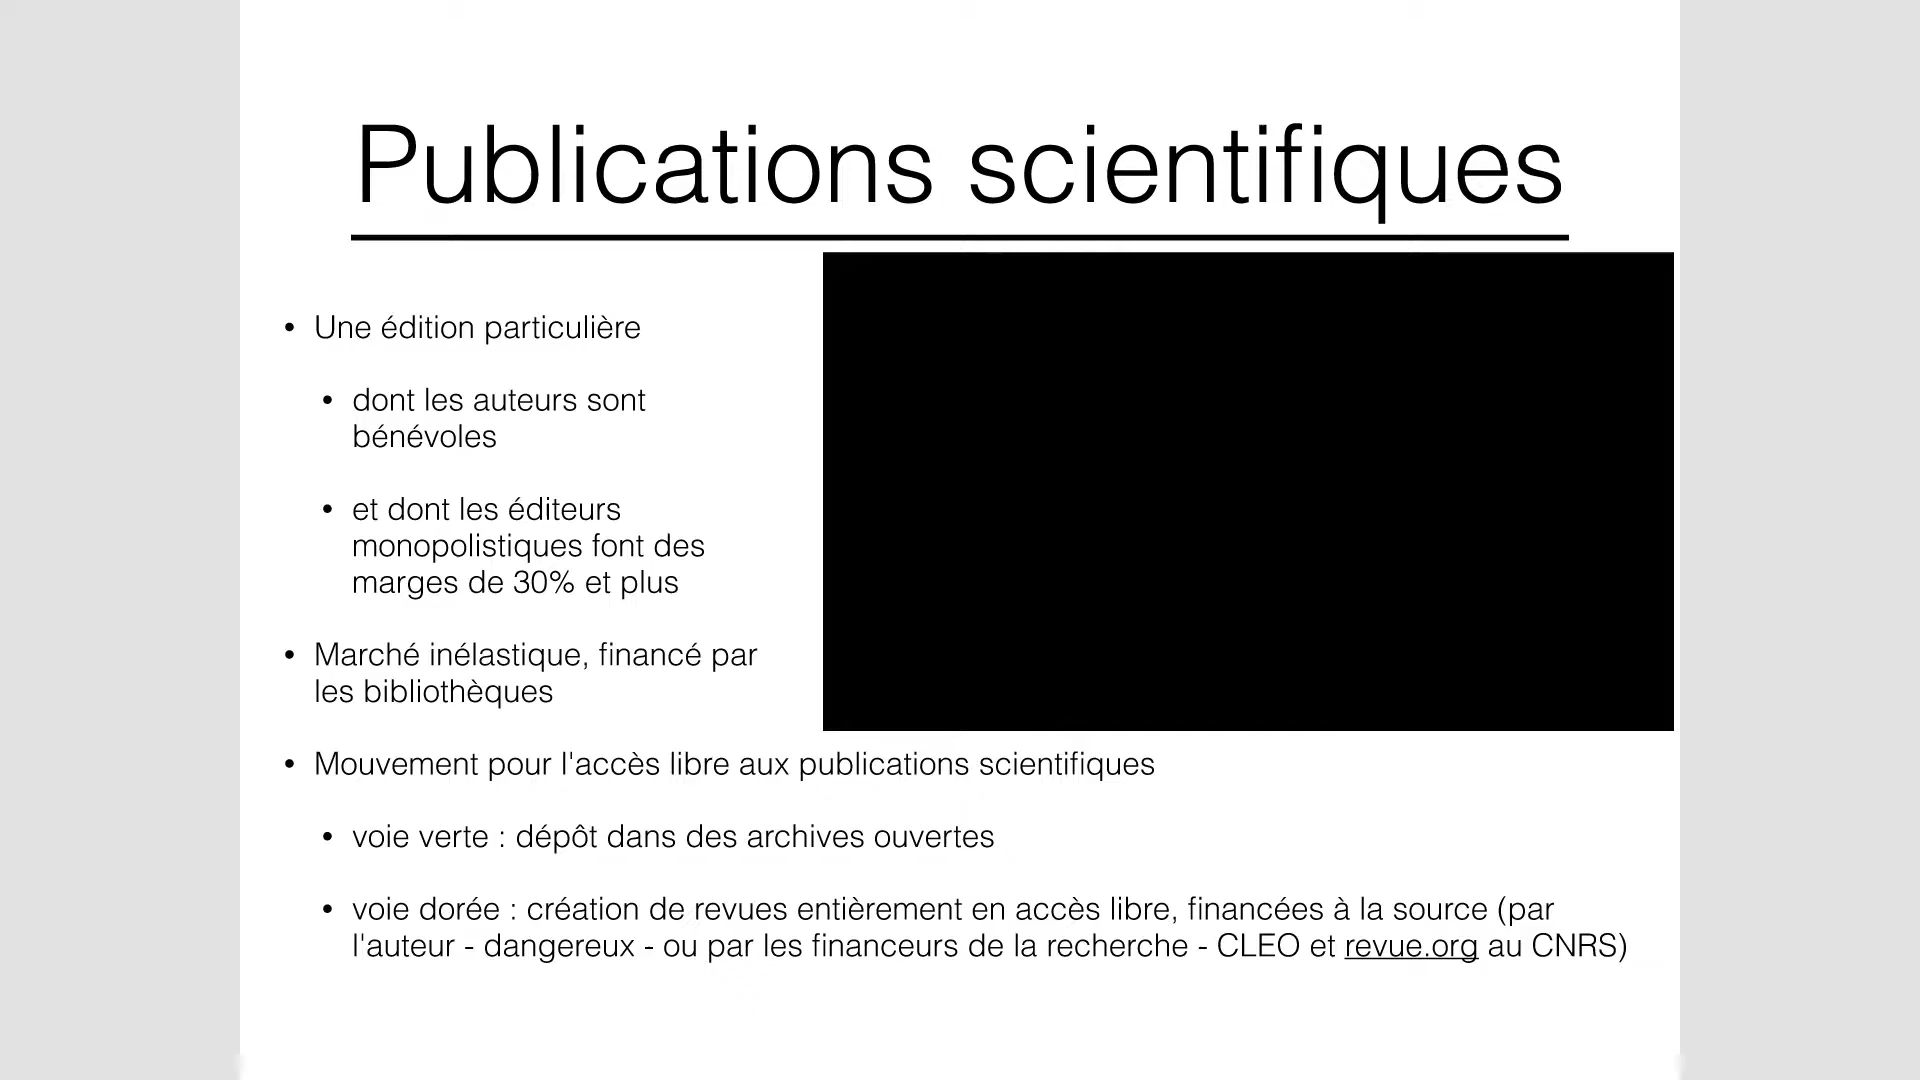 Publications scientifiques
• Une édition particulière
• dont les auteurs sont
bénévoles
• et dont les éditeurs
monopolistiques font des
marges de 30% et plus
• Marché inélastique, financé par
les bibliothèques
• Mouvement pour l'accès libre aux publications scientifiques
• voie verte : dépôt dans des archives ouvertes
• voie dorée : création de revues entièrement en accès libre, financées à la source (par
l'auteur - dangereux - ou par les financeurs de la recherche - CLEO et revue.org au CNRS)